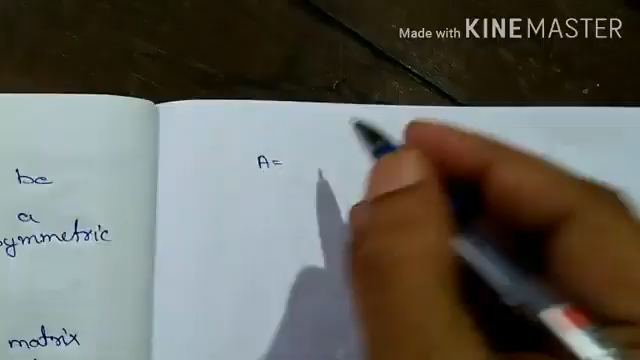 Made with KINEMASTER
A =
be
a
symmetric
matrix